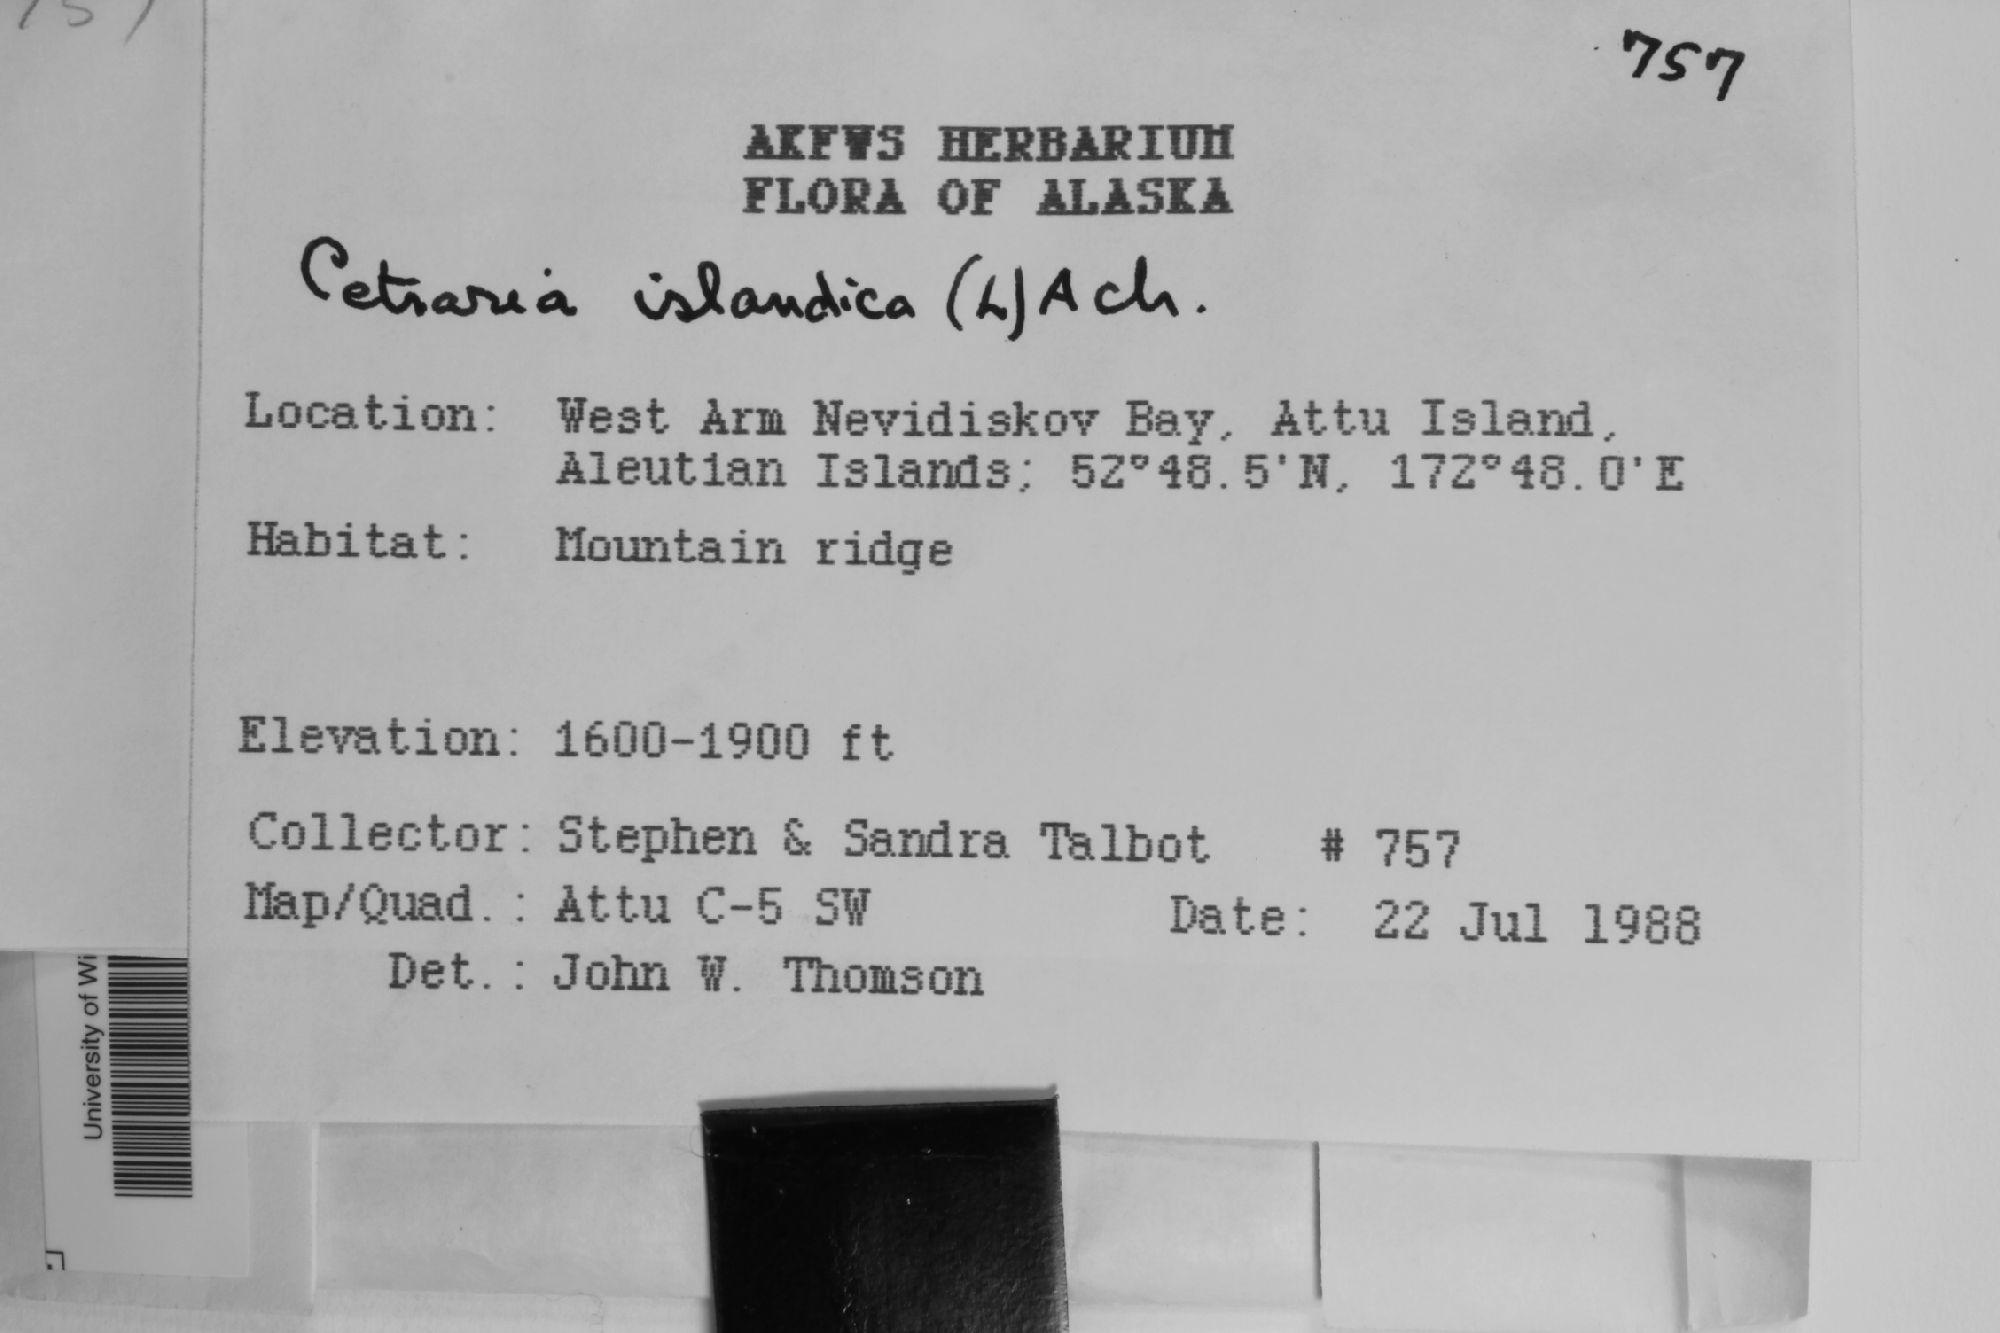 757
757
AKFWS HERBARIUM
FLORA OF ALASKA
Cetraria islandica (L) Ach.
Location: West Arm Nevidiskov Bay, Attu Island,
Aleutian Islands; 52°48.5'N, 172°48.0'E
Habitat: Mountain ridge
Elevation: 1600-1900 ft
Collector: Stephen & Sandra Talbot # 757
Map/Quad.: Attu C-5 SW Date: 22 Jul 1988
Det.: John W. Thomson
University of Wi